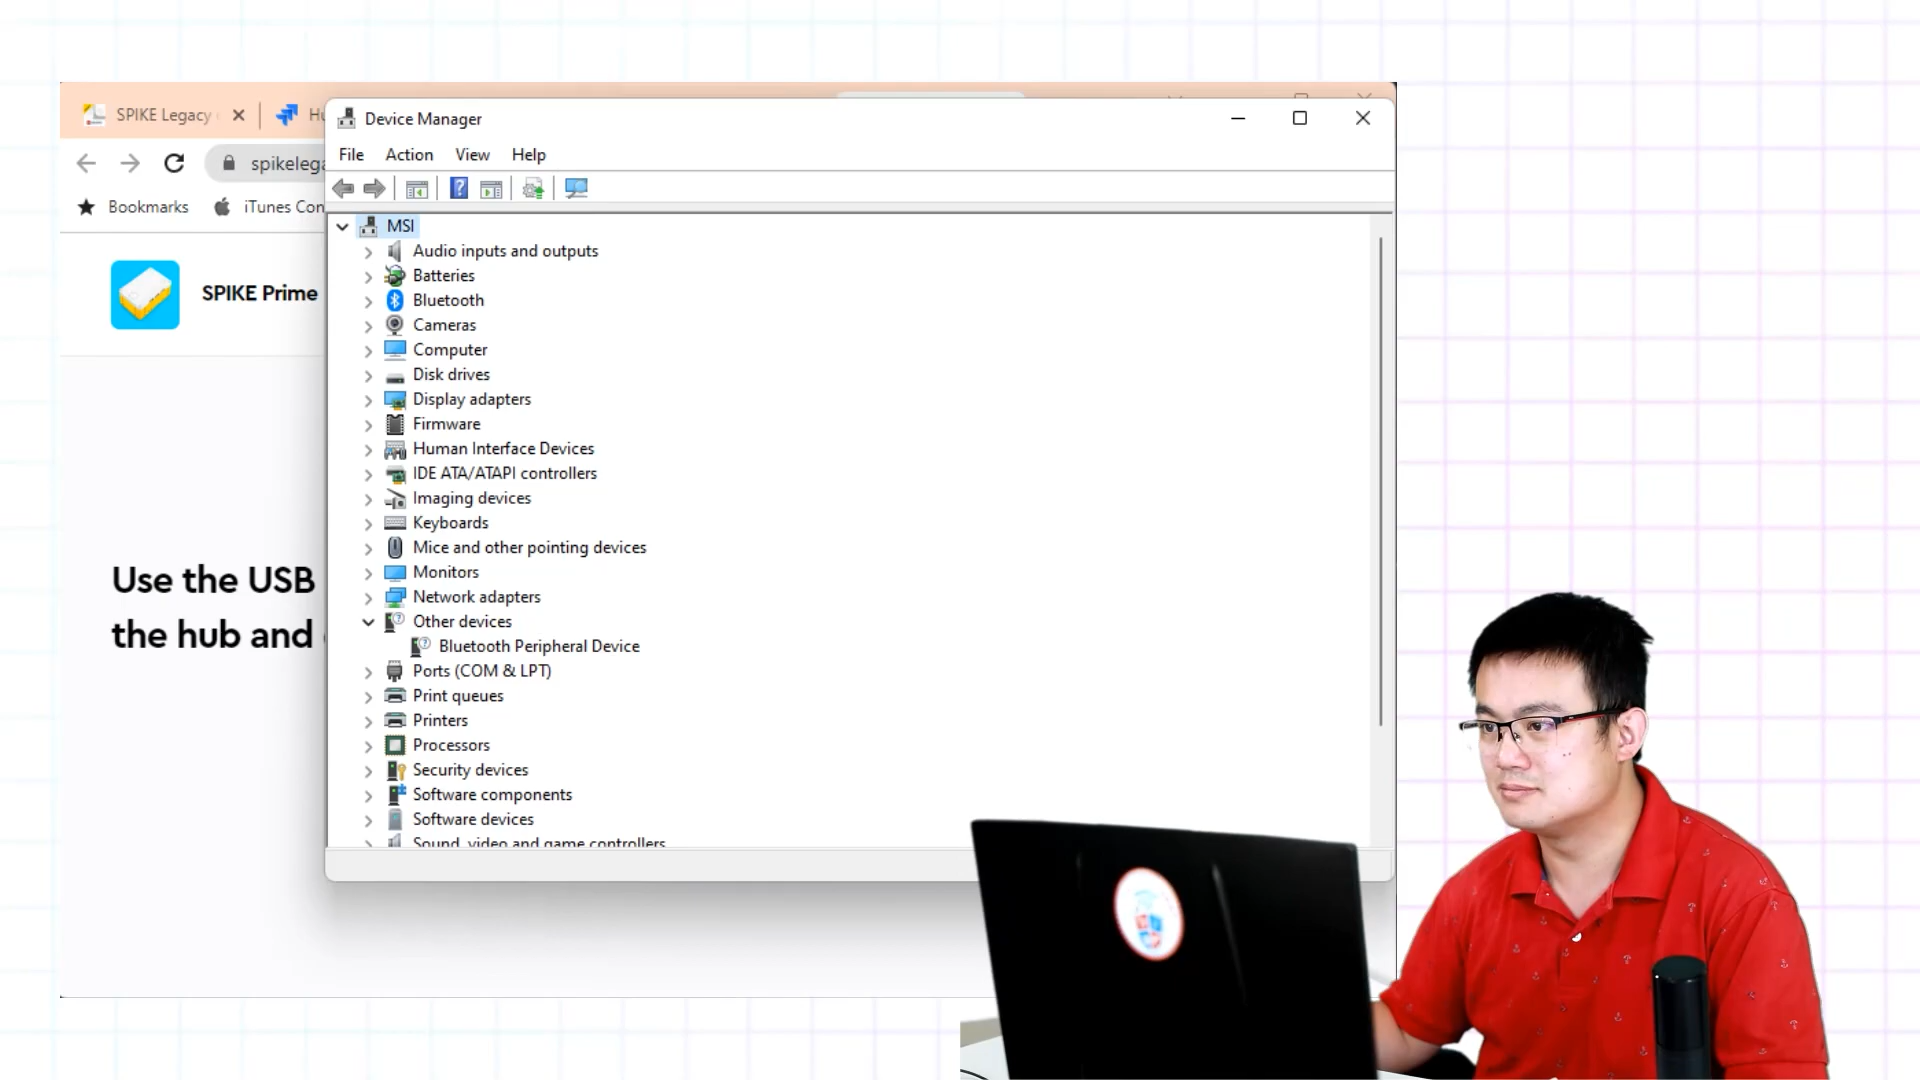 SPIKE Legacy
Hu
Device Manager
File Action View Help
spikelega
Bookmarks iTunes Con
MSI
Audio inputs and outputs
Batteries
Bluetooth
Cameras
Computer
Disk drives
Display adapters
Firmware
Human Interface Devices
IDE ATA/ATAPI controllers
Imaging devices
Keyboards
Mice and other pointing devices
Monitors
Network adapters
Other devices
Bluetooth Peripheral Device
Ports (COM & LPT)
Print queues
Printers
Processors
Security devices
Software components
Software devices
Sound, video and game controllers
SPIKE Prime
Use the USB
the hub and